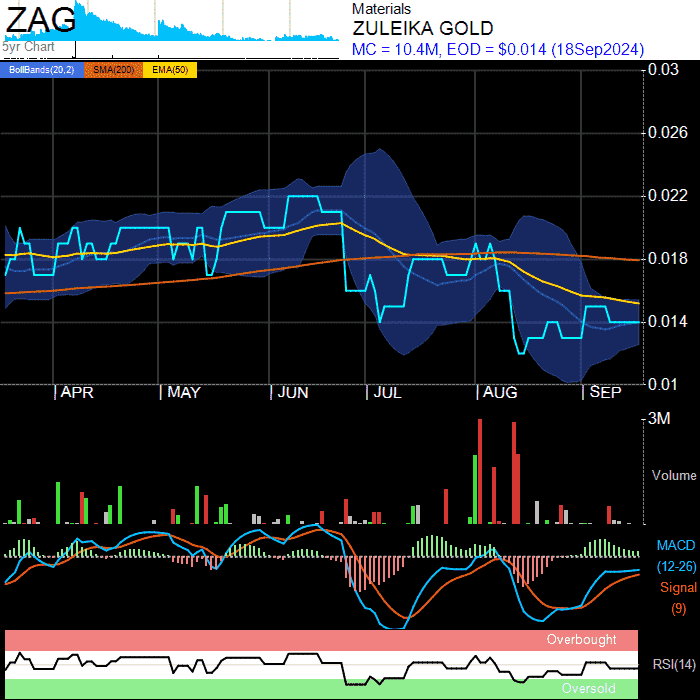 ZAG
5yr Chart
Materials
ZULEIKA GOLD
MC = 10.4M, EOD = $0.014 (18Sep2024)
BollBands(20,2) SMA(200) EMA(50)
0.03
0.026
0.022
0.018
0.014
0.01
APR MAY JUN JUL AUG SEP
3M
Volume
MACD
(12-26)
Signal
(9)
Overbought
RSI(14)
Oversold